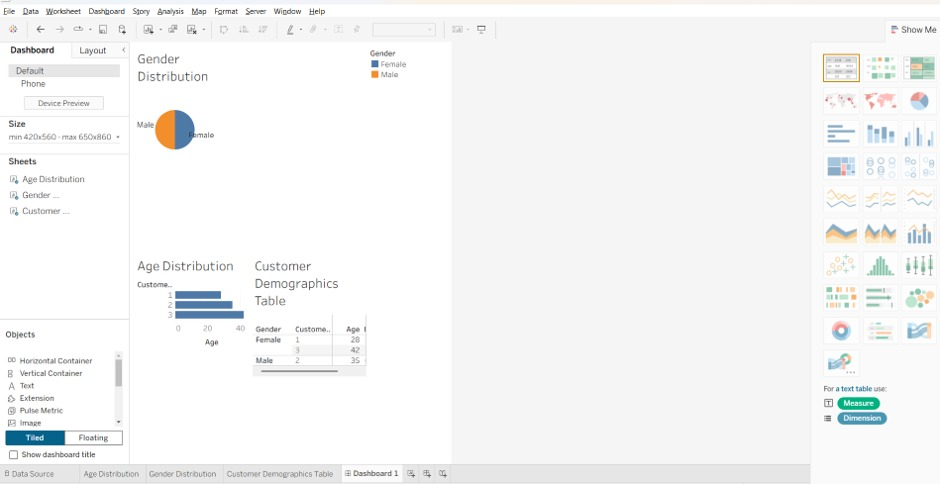 File Data Worksheet Dashboard Story Analysis Map Format Server Window Help
Show Me
Dashboard Layout
Default
Phone
Device Preview
Size
min 420x560 - max 650x860
Sheets
Age Distribution
Gender ...
Customer ...
Objects
Horizontal Container
Vertical Container
Text
Extension
Pulse Metric
Image
Tiled Floating
Show dashboard title
Gender
Distribution
Male
Female
Gender
Female
Male
Age Distribution
Custome..
1
2
3
0 20 40
Age
Customer
Demographics
Table
Gender Custome.. Age
Female 1 28
3 42
Male 2 35
For a text table use:
Measure
Dimension
Data Source Age Distribution Gender Distribution Customer Demographics Table Dashboard 1